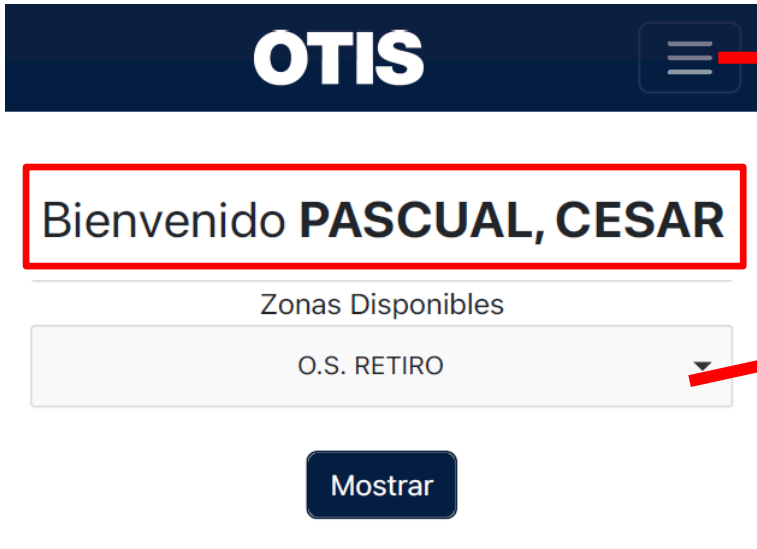 OTIS
Bienvenido PASCUAL, CESAR
Zonas Disponibles
O.S. RETIRO
Mostrar